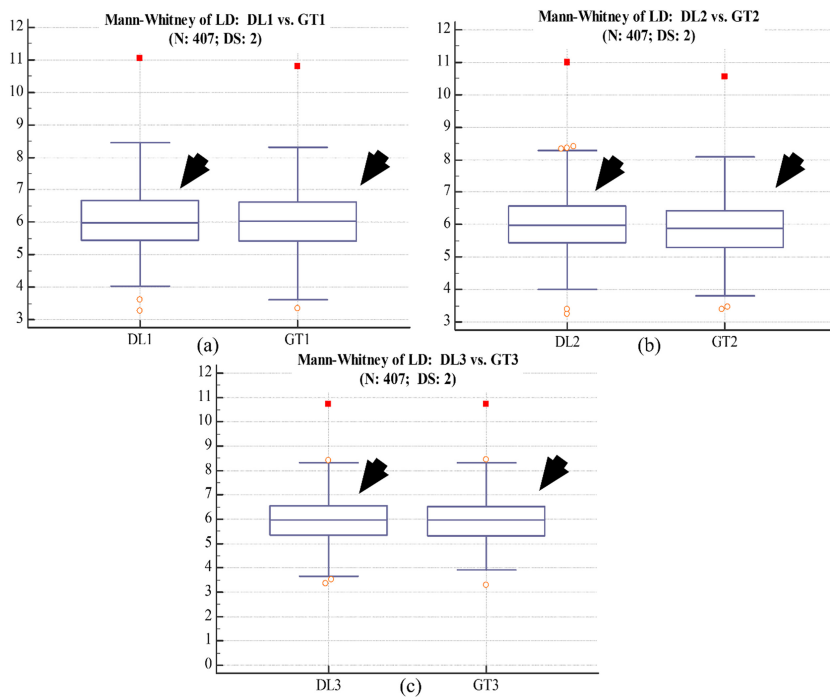 Mann-Whitney of LD: DL1 vs. GT1
(N: 407; DS: 2)
12
11
10
9
8
7
6
5
4
3
DL1
GT1
(a)
Mann-Whitney of LD: DL2 vs. GT2
(N: 407; DS: 2)
12
11
10
9
8
7
6
5
4
3
DL2
GT2
(b)
Mann-Whitney of LD: DL3 vs. GT3
(N: 407; DS: 2)
12
11
10
9
8
7
6
5
4
3
2
1
0
DL3
GT3
(c)